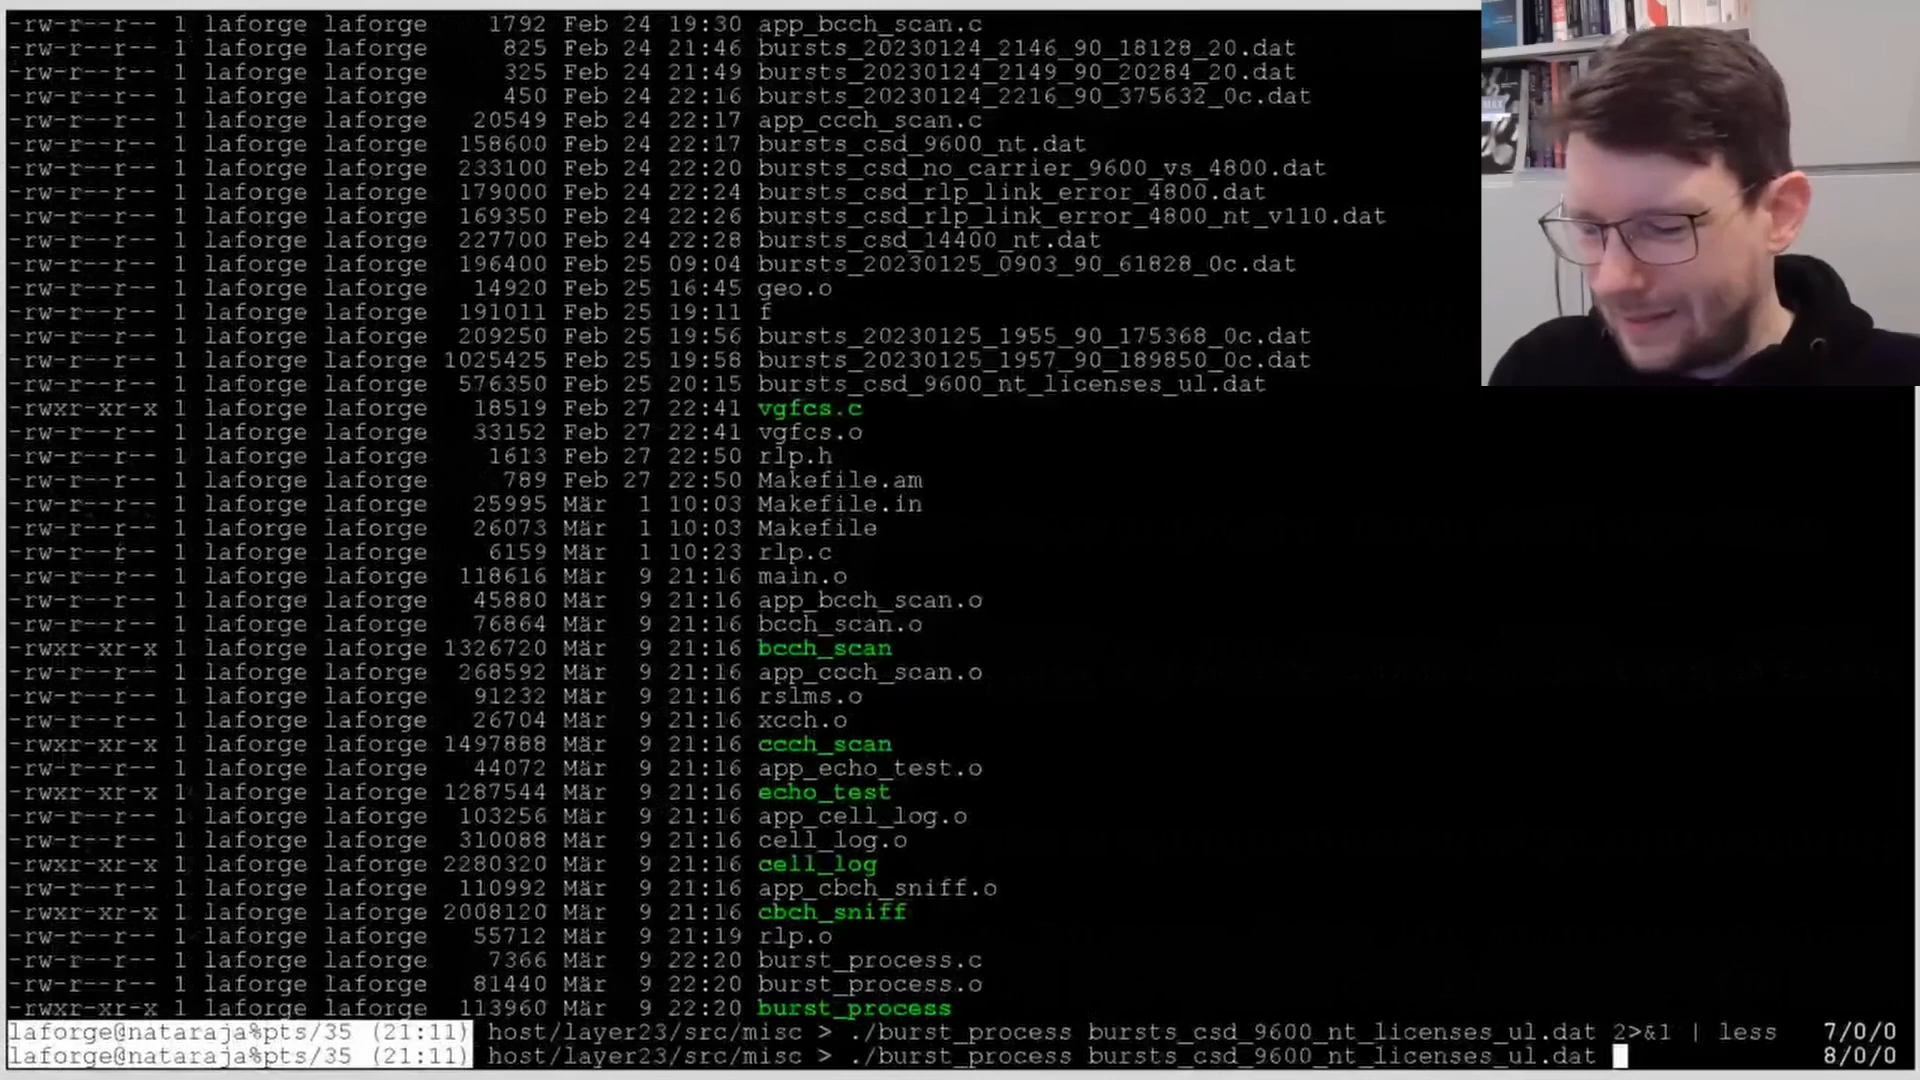 -rw-r--r-- 1 laforge laforge 1792 Feb 24 19:30 app_bcch_scan.c
-rw-r--r-- 1 laforge laforge 825 Feb 24 21:46 bursts_20230124_2146_90_18128_20.dat
-rw-r--r-- 1 laforge laforge 325 Feb 24 21:49 bursts_20230124_2149_90_20284_20.dat
-rw-r--r-- 1 laforge laforge 450 Feb 24 22:16 bursts_20230124_2216_90_375632_0c.dat
-rw-r--r-- 1 laforge laforge 20549 Feb 24 22:17 app_ccch_scan.c
-rw-r--r-- 1 laforge laforge 158600 Feb 24 22:17 bursts_csd_9600_nt.dat
-rw-r--r-- 1 laforge laforge 233100 Feb 24 22:20 bursts_csd_no_carrier_9600_vs_4800.dat
-rw-r--r-- 1 laforge laforge 179000 Feb 24 22:24 bursts_csd_rlp_link_error_4800.dat
-rw-r--r-- 1 laforge laforge 169350 Feb 24 22:26 bursts_csd_rlp_link_error_4800_nt_v110.dat
-rw-r--r-- 1 laforge laforge 227700 Feb 24 22:28 bursts_csd_14400_nt.dat
-rw-r--r-- 1 laforge laforge 196400 Feb 25 09:04 bursts_20230125_0903_90_61828_0c.dat
-rw-r--r-- 1 laforge laforge 14920 Feb 25 16:45 geo.o
-rw-r--r-- 1 laforge laforge 191011 Feb 25 19:11 f
-rw-r--r-- 1 laforge laforge 209250 Feb 25 19:56 bursts_20230125_1955_90_175368_0c.dat
-rw-r--r-- 1 laforge laforge 1025425 Feb 25 19:58 bursts_20230125_1957_90_189850_0c.dat
-rw-r--r-- 1 laforge laforge 576350 Feb 25 20:15 bursts_csd_9600_nt_licenses_ul.dat
-rwxr-xr-x 1 laforge laforge 18519 Feb 27 22:41 vgfcs.c
-rw-r--r-- 1 laforge laforge 33152 Feb 27 22:41 vgfcs.o
-rw-r--r-- 1 laforge laforge 1613 Feb 27 22:50 rlp.h
-rw-r--r-- 1 laforge laforge 789 Feb 27 22:50 Makefile.am
-rw-r--r-- 1 laforge laforge 25995 Mär 1 10:03 Makefile.in
-rw-r--r-- 1 laforge laforge 26073 Mär 1 10:03 Makefile
-rw-r--r-- 1 laforge laforge 6159 Mär 1 10:23 rlp.c
-rw-r--r-- 1 laforge laforge 118616 Mär 9 21:16 main.o
-rw-r--r-- 1 laforge laforge 45880 Mär 9 21:16 app_bcch_scan.o
-rw-r--r-- 1 laforge laforge 76864 Mär 9 21:16 bcch_scan.o
-rwxr-xr-x 1 laforge laforge 1326720 Mär 9 21:16 bcch_scan
-rw-r--r-- 1 laforge laforge 268592 Mär 9 21:16 app_ccch_scan.o
-rw-r--r-- 1 laforge laforge 91232 Mär 9 21:16 rslms.o
-rw-r--r-- 1 laforge laforge 26704 Mär 9 21:16 xcch.o
-rwxr-xr-x 1 laforge laforge 1497888 Mär 9 21:16 ccch_scan
-rw-r--r-- 1 laforge laforge 44072 Mär 9 21:16 app_echo_test.o
-rwxr-xr-x 1 laforge laforge 1287544 Mär 9 21:16 echo_test
-rw-r--r-- 1 laforge laforge 103256 Mär 9 21:16 app_cell_log.o
-rw-r--r-- 1 laforge laforge 310088 Mär 9 21:16 cell_log.o
-rwxr-xr-x 1 laforge laforge 2280320 Mär 9 21:16 cell_log
-rw-r--r-- 1 laforge laforge 110992 Mär 9 21:16 app_cbch_sniff.o
-rwxr-xr-x 1 laforge laforge 2008120 Mär 9 21:16 cbch_sniff
-rw-r--r-- 1 laforge laforge 55712 Mär 9 21:19 rlp.o
-rw-r--r-- 1 laforge laforge 7366 Mär 9 22:20 burst_process.c
-rw-r--r-- 1 laforge laforge 81440 Mär 9 22:20 burst_process.o
-rwxr-xr-x 1 laforge laforge 113960 Mär 9 22:20 burst_process
laforge@nataraja%pts/35 (21:11) host/layer23/src/misc > ./burst_process bursts_csd_9600_nt_licenses_ul.dat 2>&1 | less 7/0/0
laforge@nataraja%pts/35 (21:11) host/layer23/src/misc > ./burst_process bursts_csd_9600_nt_licenses_ul.dat 8/0/0